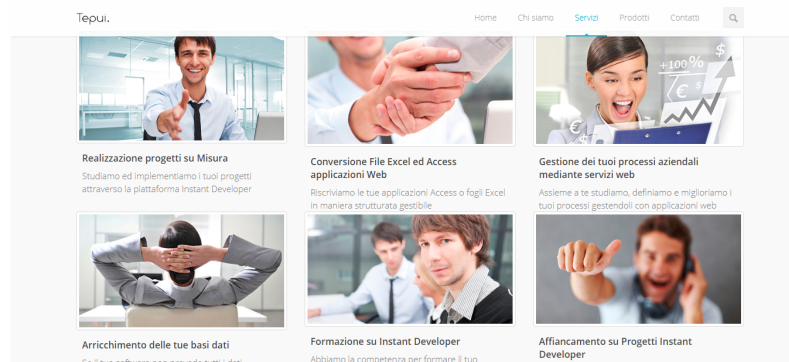 Tepui.
Home Chi siamo Servizi Prodotti Contatti
+100%
$
€
$
€
Realizzazione progetti su Misura
Studiamo ed implementiamo i tuoi progetti
attraverso la piattaforma Instant Developer
Conversione File Excel ed Access
applicazioni Web
Riscriviamo le tue applicazioni Access o fogli Excel
in maniera strutturata gestibile
Gestione dei tuoi processi aziendali
mediante servizi web
Assieme a te studiamo, definiamo e miglioriamo i
tuoi processi gestendoli con applicazioni web
Arricchimento delle tue basi dati
Formazione su Instant Developer
Abbiamo la competenza per formare il tuo
Affiancamento su Progetti Instant
Developer